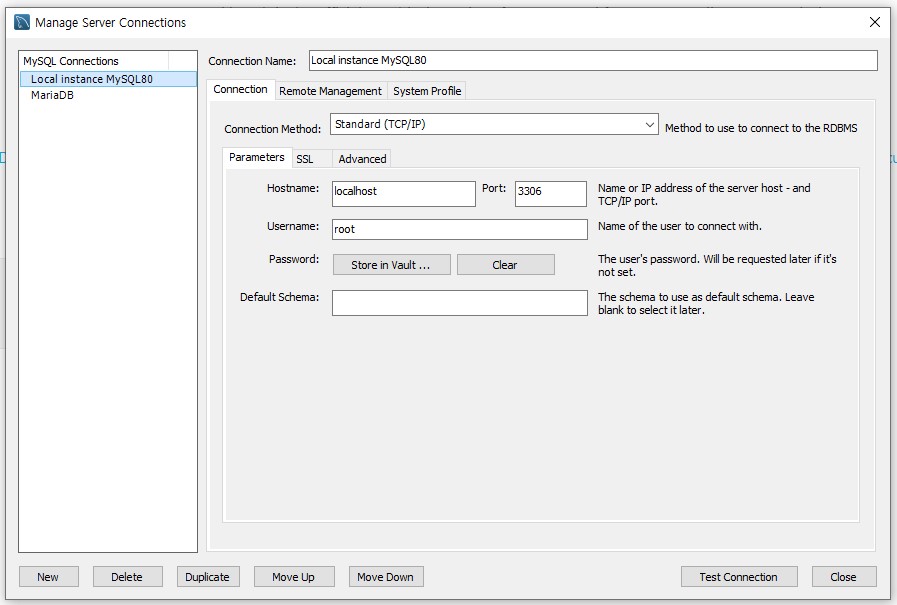 Manage Server Connections
MySQL Connections
Local instance MySQL80
MariaDB
Connection Name: Local instance MySQL80
Connection Remote Management System Profile
Connection Method: Standard (TCP/IP) Method to use to connect to the RDBMS
Parameters SSL Advanced
Hostname: localhost Port: 3306 Name or IP address of the server host - and
TCP/IP port.
Username: root Name of the user to connect with.
Password: Store in Vault ... Clear The user's password. Will be requested later if it's
not set.
Default Schema: The schema to use as default schema. Leave
blank to select it later.
New Delete Duplicate Move Up Move Down Test Connection Close